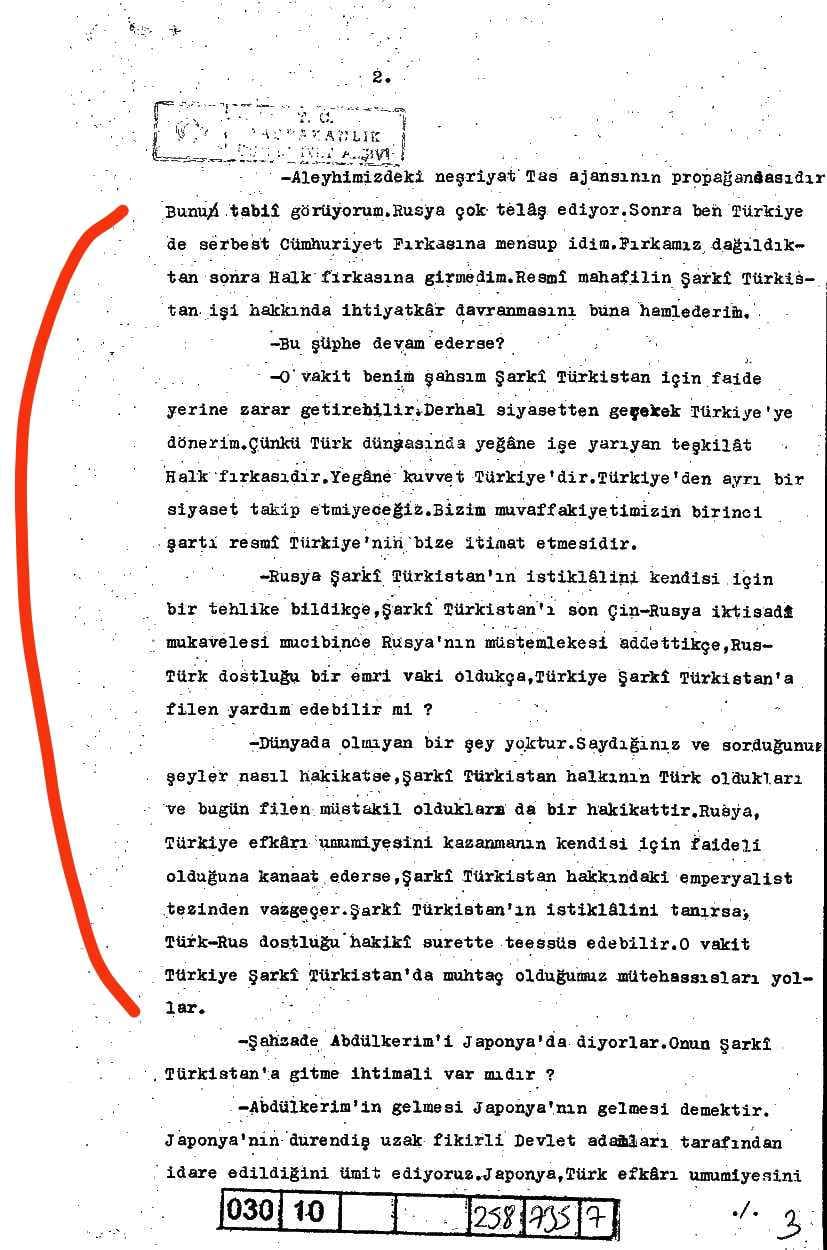 2.
T. C.
-Aleyhimizdeki neşriyat Tas ajansının propagandasıdır
Bunu tabiî görüyorum.Rusya çok telâş ediyor.Sonra ben Türkiye
de serbest Cümhuriyet Fırkasına mensup idim.Fırkamız dağıldık-
tan sonra Halk fırkasına girmedim.Resmî mahafilin Şarkî Türkis-
tan işi hakkında ihtiyatkâr davranmasını buna hamlederim.
-Bu şüphe devam ederse?
-O vakit benim şahsım Şarkî Türkistan için faide
yerine zarar getirebilir.Derhal siyasetten geçerek Türkiye'ye
dönerim.Çünkü Türk dünyasında yegâne işe yarıyan teşkilât
Halk fırkasıdır.Yegâne kuvvet Türkiye'dir.Türkiye'den ayrı bir
siyaset takip etmiyeceğiz.Bizim muvaffakiyetimizin birinci
şartı resmî Türkiye'nin bize itimat etmesidir.
-Rusya Şarkî Türkistan'ın istiklâlini kendisi için
bir tehlike bildikçe,Şarkî Türkistan'ı son Çin-Rusya iktisadî
mukavelesi mucibince Rusya'nın müstemlekesi addettikçe,Rus-
Türk dostluğu bir emri vaki oldukça,Türkiye Şarkî Türkistan'a
filen yardım edebilir mi ?
-Dünyada olmıyan bir şey yoktur.Saydığınız ve sorduğunuz
şeyler nasıl hakikatse,Şarkî Türkistan halkının Türk oldukları
ve bugün filen müstakil oldukları da bir hakikattir.Rusya,
Türkiye efkârı umumiyesini kazanmanın kendisi için faideli
olduğuna kanaat ederse,Şarkî Türkistan hakkındaki emperyalist
tezinden vazgeçer.Şarkî Türkistan'ın istiklâlini tanırsa,
Türk-Rus dostluğu hakikî surette teessüs edebilir.O vakit
Türkiye Şarkî Türkistan'da muhtaç olduğumuz mütehassısları yol-
lar.
-Şahzade Abdülkerim'i Japonya'da diyorlar.Onun Şarkî
Türkistan'a gitme ihtimali var mıdır ?
-Abdülkerim'in gelmesi Japonya'nın gelmesi demektir.
Japonya'nın durendiş uzak fikirli Devlet adamları tarafından
idare edildiğini ümit ediyoruz.Japonya,Türk efkârı umumiyesini
030 10 258 735 7 ./. 3